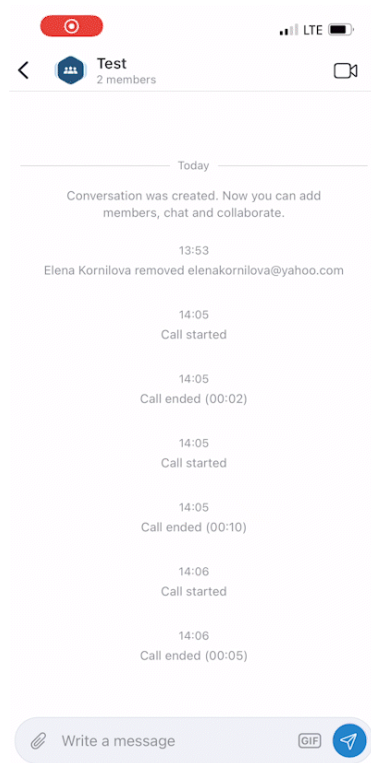 LTE
Test
2 members
Today
Conversation was created. Now you can add
members, chat and collaborate.
13:53
Elena Kornilova removed elenakornilova@yahoo.com
14:05
Call started
14:05
Call ended (00:02)
14:05
Call started
14:05
Call ended (00:10)
14:06
Call started
14:06
Call ended (00:05)
Write a message
GIF